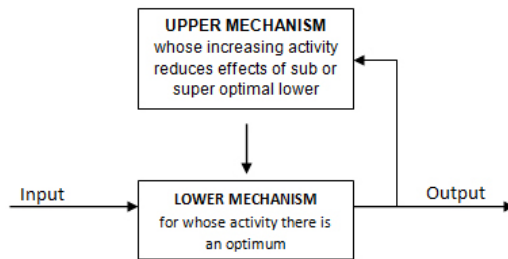 UPPER MECHANISM
whose increasing activity
reduces effects of sub or
super optimal lower
Input
LOWER MECHANISM
for whose activity there is
an optimum
Output